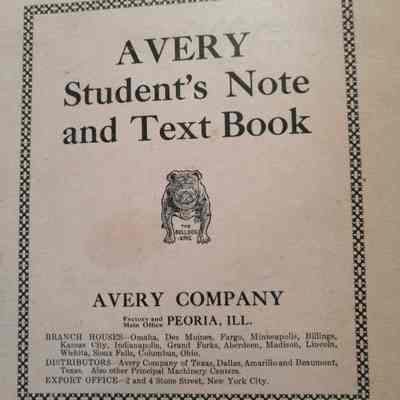 AVERY
Student's Note
and Text Book
THE
BULLDOG
LINE
AVERY COMPANY
Factory and
Main Office PEORIA, ILL.
BRANCH HOUSES—Omaha, Des Moines, Fargo, Minneapolis, Billings,
Kansas City, Indianapolis, Grand Forks, Aberdeen, Madison, Lincoln,
Wichita, Sioux Falls, Columbus, Ohio.
DISTRIBUTORS—Avery Company of Texas, Dallas, Amarillo and Beaumont,
Texas. Also other Principal Machinery Centers.
EXPORT OFFICE—2 and 4 Stone Street, New York City.